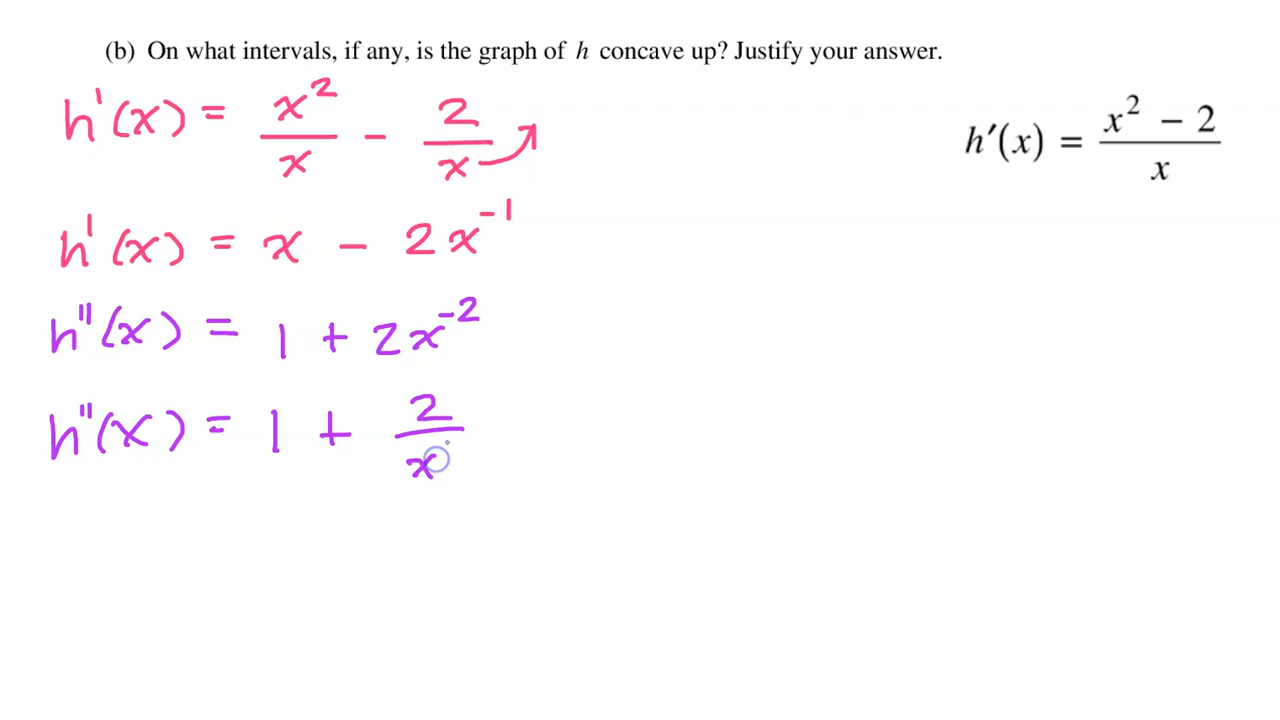 (b) On what intervals, if any, is the graph of h concave up? Justify your answer.
h'(x) = x²/x - 2/x
h′(x) = (x² − 2)/x
h'(x) = x - 2x⁻¹
h"(x) = 1 + 2x⁻²
h"(x) = 1 + 2/x